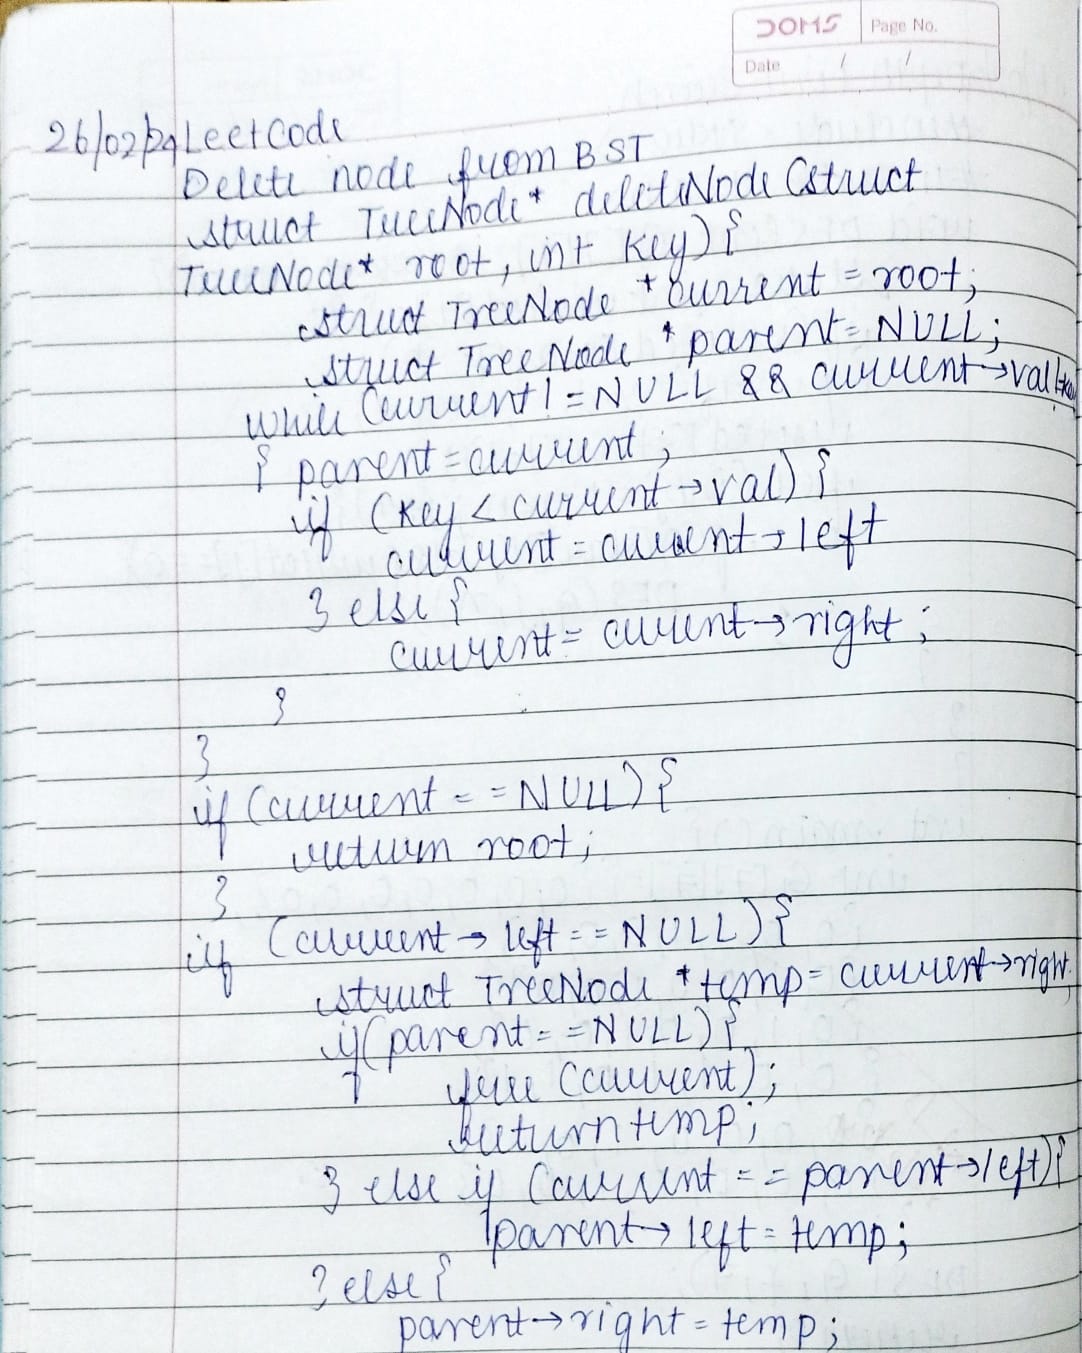 DOMS Page No.
Date / /
26/02/24 LeetCode
Delete node from BST
struct TreeNode* deleteNode (struct
TreeNode* root, int key) {
struct TreeNode *current = root;
struct TreeNode *parent = NULL;
while (current != NULL && current→val !=key
{ parent = current;
if (key < current→val) {
current = current→left
} else {
current = current→right;
}
}
if (current == NULL) {
return root;
}
if (current→left == NULL) {
struct TreeNode *temp = current→right;
if (parent == NULL) {
free (current);
return temp;
} else if (current == parent→left) {
parent→left = temp;
} else {
parent→right = temp;